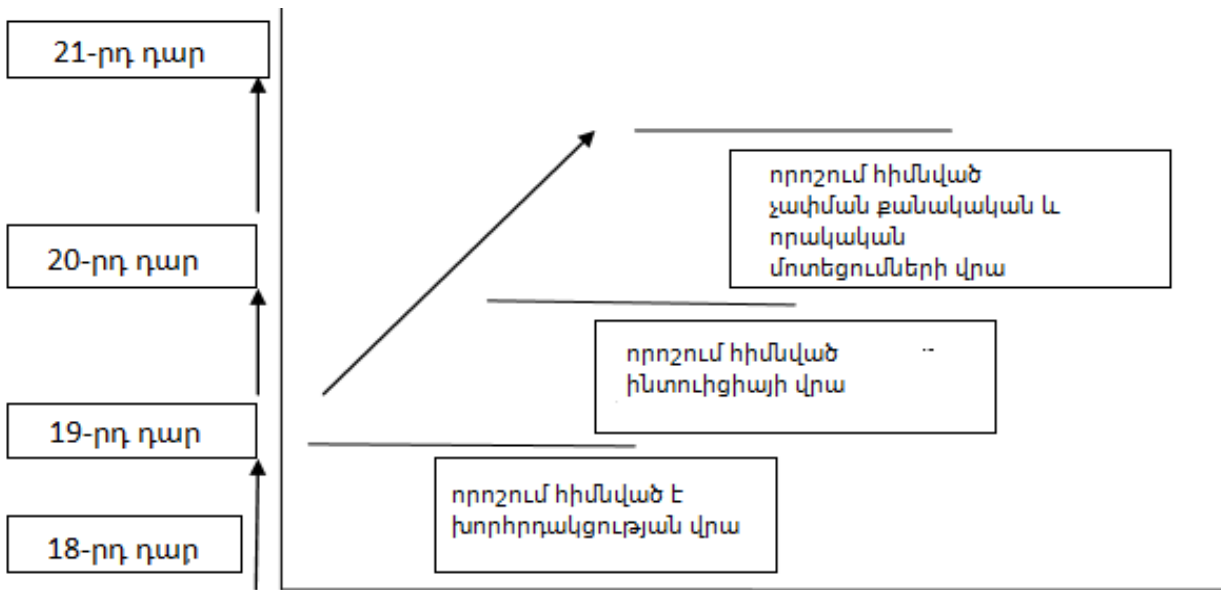 21-րդ դար
որոշում հիմնված
չափման քանակական և
որակական
մոտեցումների վրա
20-րդ դար
որոշում հիմնված
ինտուիցիայի վրա
19-րդ դար
որոշում հիմնված է
խորհրդակցության վրա
18-րդ դար